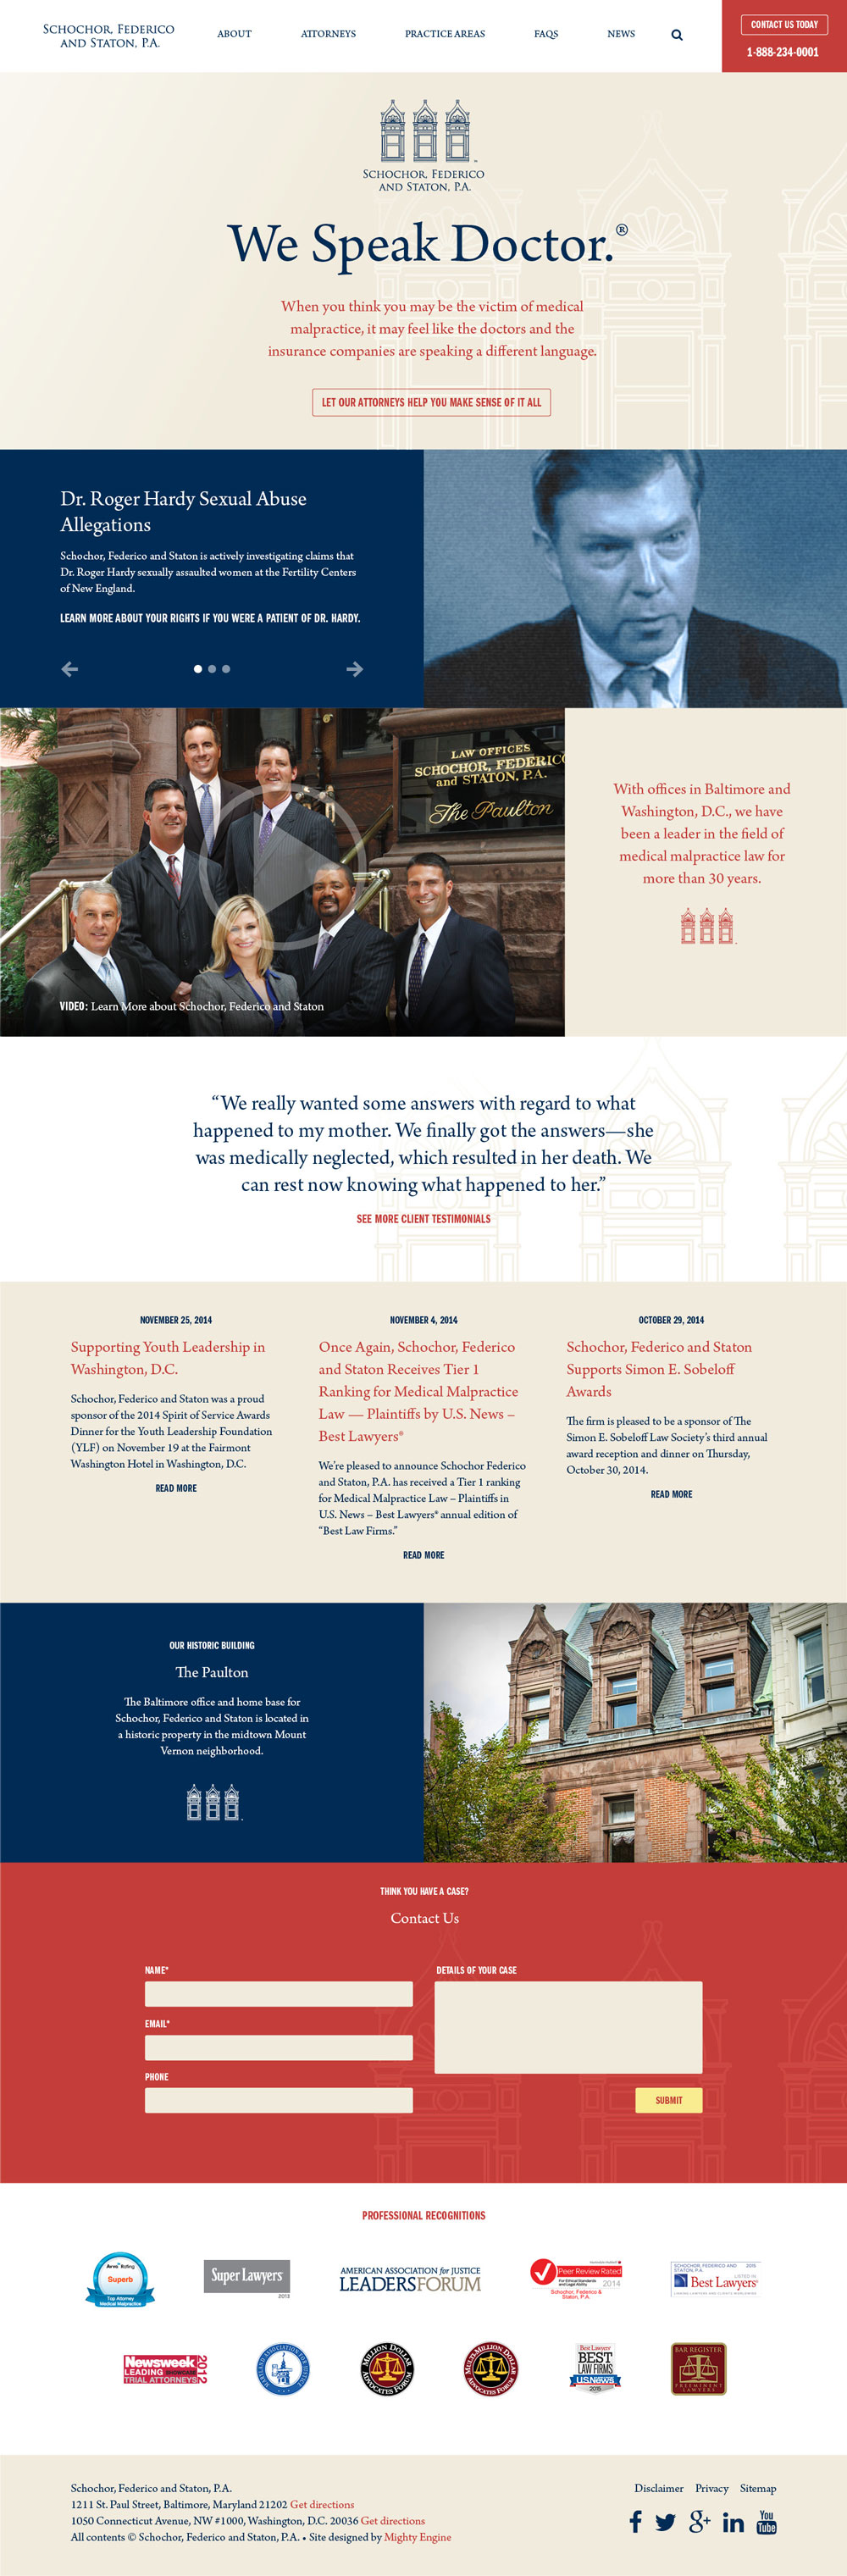 SCHOCHOR, FEDERICO
AND STATON, P.A.
ABOUT
ATTORNEYS
PRACTICE AREAS
FAQS
NEWS
CONTACT US TODAY
1-888-234-0001
SCHOCHOR, FEDERICO
AND STATON, P.A.
We Speak Doctor.®
When you think you may be the victim of medical
malpractice, it may feel like the doctors and the
insurance companies are speaking a different language.
LET OUR ATTORNEYS HELP YOU MAKE SENSE OF IT ALL
Dr. Roger Hardy Sexual Abuse
Allegations
Schochor, Federico and Staton is actively investigating claims that
Dr. Roger Hardy sexually assaulted women at the Fertility Centers
of New England.
LEARN MORE ABOUT YOUR RIGHTS IF YOU WERE A PATIENT OF DR. HARDY.
LAW OFFICES
SCHOCHOR, FEDERICO
and STATON, P.A.
The Paulton
VIDEO: Learn More about Schochor, Federico and Staton
With offices in Baltimore and
Washington, D.C., we have
been a leader in the field of
medical malpractice law for
more than 30 years.
“We really wanted some answers with regard to what
happened to my mother. We finally got the answers—she
was medically neglected, which resulted in her death. We
can rest now knowing what happened to her.”
SEE MORE CLIENT TESTIMONIALS
NOVEMBER 25, 2014
Supporting Youth Leadership in
Washington, D.C.
Schochor, Federico and Staton was a proud
sponsor of the 2014 Spirit of Service Awards
Dinner for the Youth Leadership Foundation
(YLF) on November 19 at the Fairmont
Washington Hotel in Washington, D.C.
READ MORE
NOVEMBER 4, 2014
Once Again, Schochor, Federico
and Staton Receives Tier 1
Ranking for Medical Malpractice
Law — Plaintiffs by U.S. News –
Best Lawyers®
We’re pleased to announce Schochor Federico
and Staton, P.A. has received a Tier 1 ranking
for Medical Malpractice Law – Plaintiffs in
U.S. News – Best Lawyers® annual edition of
“Best Law Firms.”
READ MORE
OCTOBER 29, 2014
Schochor, Federico and Staton
Supports Simon E. Sobeloff
Awards
The firm is pleased to be a sponsor of The
Simon E. Sobeloff Law Society’s third annual
award reception and dinner on Thursday,
October 30, 2014.
READ MORE
OUR HISTORIC BUILDING
The Paulton
The Baltimore office and home base for
Schochor, Federico and Staton is located in
a historic property in the midtown Mount
Vernon neighborhood.
THINK YOU HAVE A CASE?
Contact Us
NAME*
EMAIL*
PHONE
DETAILS OF YOUR CASE
SUBMIT
PROFESSIONAL RECOGNITIONS
Avvo Rating
Superb
Top Attorney
Medical Malpractice
Super Lawyers
2013
AMERICAN ASSOCIATION for JUSTICE
LEADERSFORUM
Peer Review Rated
For Ethical Standards
and Legal Ability
2014
Schochor, Federico &
Staton, P.A.
SCHOCHOR, FEDERICO AND
STATON, P.A.
2015
LISTED IN
Best Lawyers®
Newsweek
LEADING SHOWCASE
TRIAL ATTORNEYS
2012
MARYLAND ASSOCIATION FOR JUSTICE
MILLION DOLLAR
ADVOCATES FORUM
MULTI-MILLION DOLLAR
ADVOCATES FORUM
Best Lawyers®
BEST
LAW FIRMS
U.S.News
2015
BAR REGISTER
PREEMINENT
LAWYERS
Schochor, Federico and Staton, P.A.
1211 St. Paul Street, Baltimore, Maryland 21202 Get directions
1050 Connecticut Avenue, NW #1000, Washington, D.C. 20036 Get directions
All contents © Schochor, Federico and Staton, P.A. • Site designed by Mighty Engine
Disclaimer
Privacy
Sitemap
You
Tube